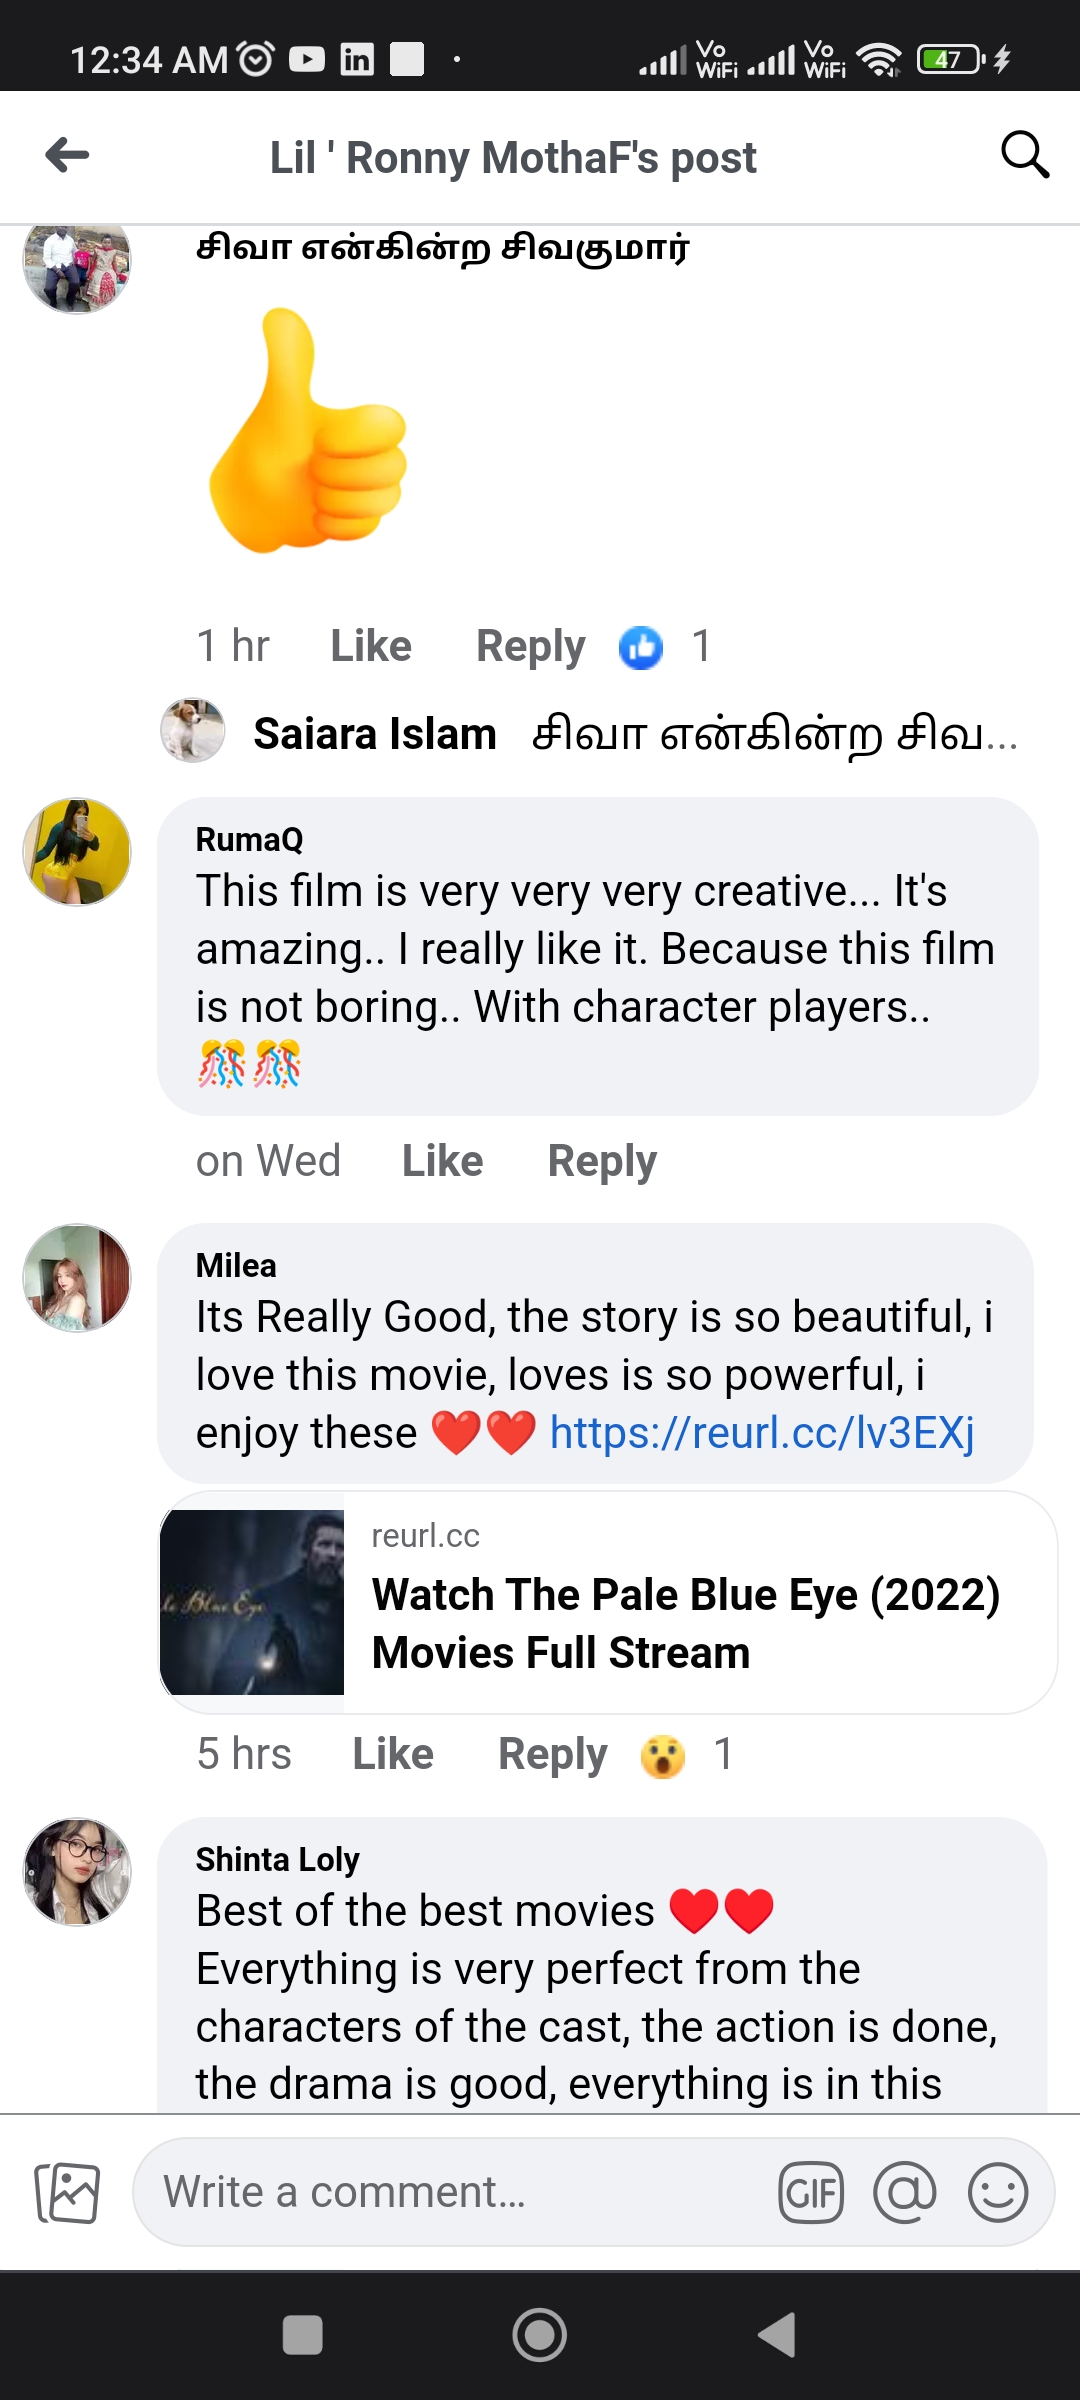 12:34 AM
Vo WiFi
Vo WiFi
47
Lil ' Ronny MothaF's post
சிவா என்கின்ற சிவகுமார்
1 hr Like Reply 1
Saiara Islam சிவா என்கின்ற சிவ...
RumaQ
This film is very very very creative... It's
amazing.. I really like it. Because this film
is not boring.. With character players..
🎊🎊
on Wed Like Reply
Milea
Its Really Good, the story is so beautiful, i
love this movie, loves is so powerful, i
enjoy these ❤️❤️ https://reurl.cc/lv3EXj
le Blue Eye
reurl.cc
Watch The Pale Blue Eye (2022)
Movies Full Stream
5 hrs Like Reply 😮 1
Shinta Loly
Best of the best movies ♥️♥️
Everything is very perfect from the
characters of the cast, the action is done,
the drama is good, everything is in this
Write a comment...
GIF